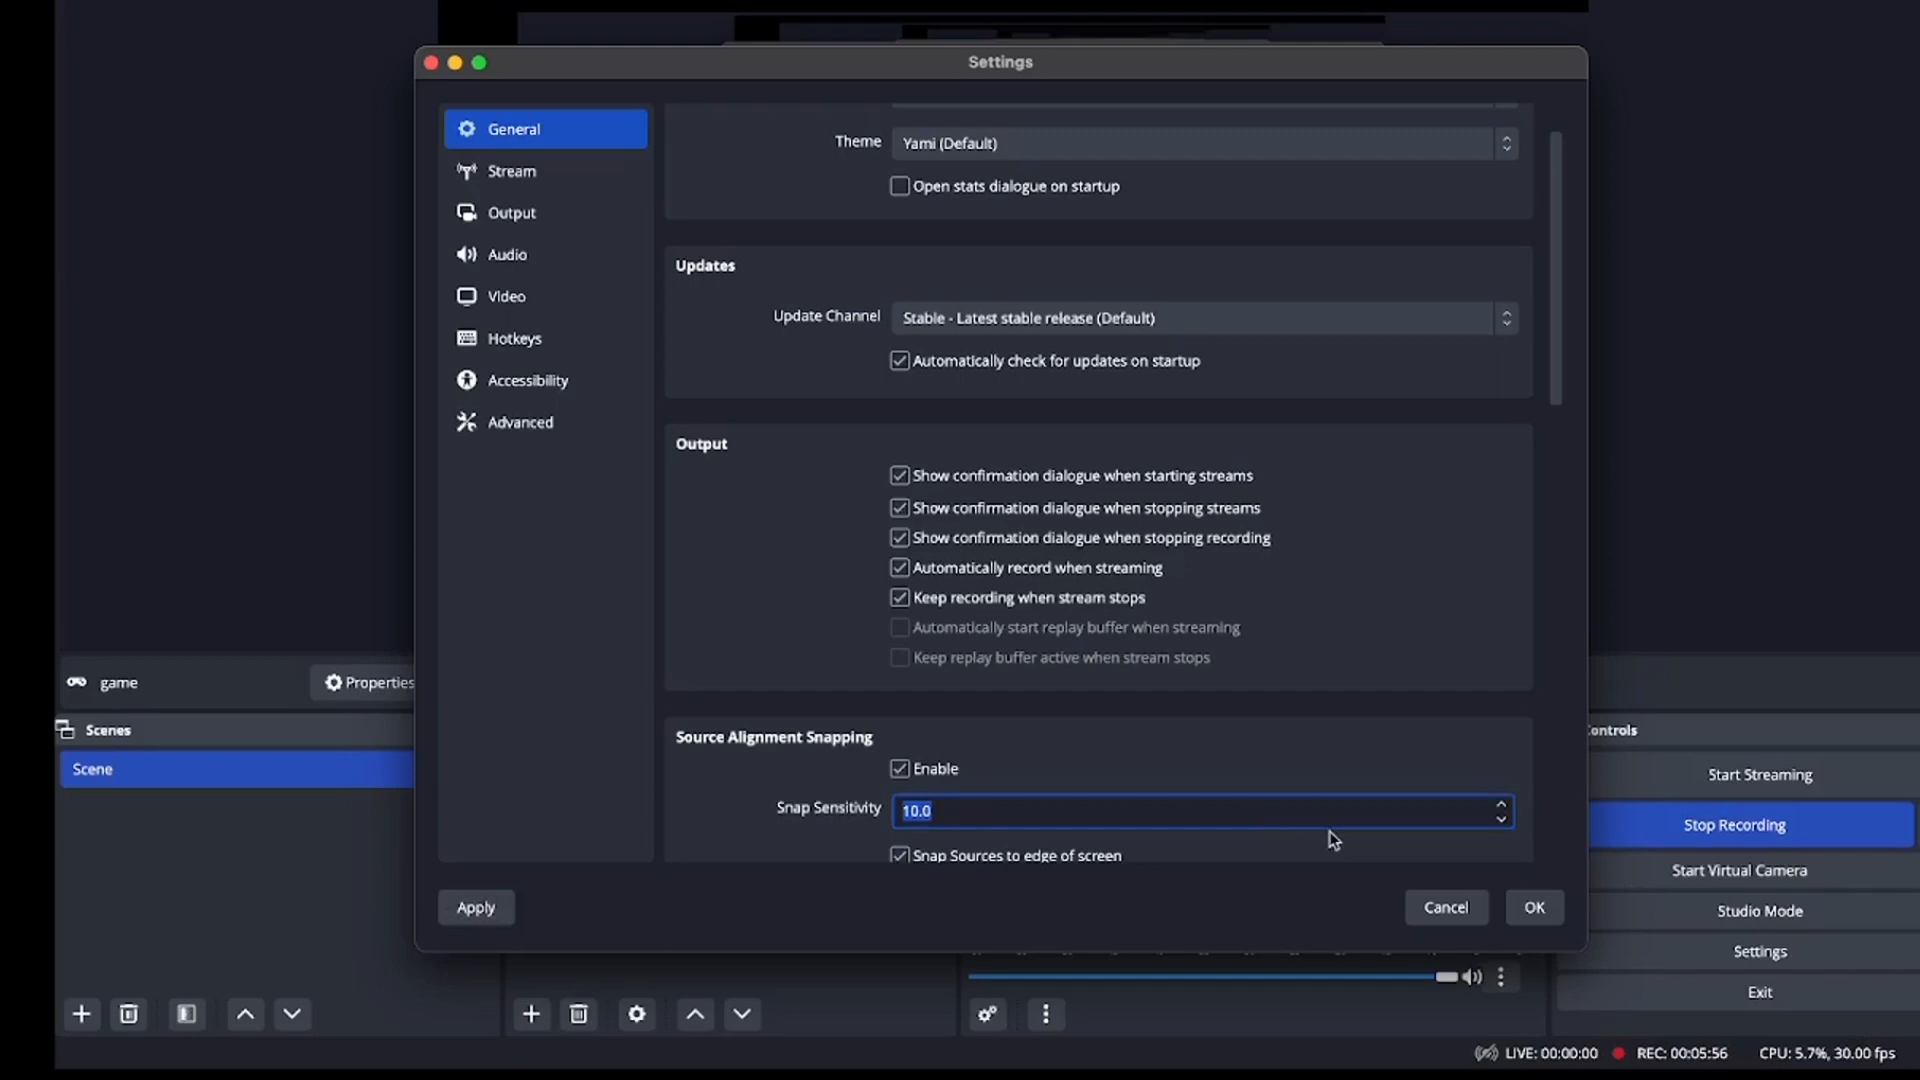 Settings
General
Stream
Output
Audio
Video
Hotkeys
Accessibility
Advanced
Theme Yami (Default)
Open stats dialogue on startup
Updates
Update Channel Stable - Latest stable release (Default)
Automatically check for updates on startup
Output
Show confirmation dialogue when starting streams
Show confirmation dialogue when stopping streams
Show confirmation dialogue when stopping recording
Automatically record when streaming
Keep recording when stream stops
Automatically start replay buffer when streaming
Keep replay buffer active when stream stops
Source Alignment Snapping
Enable
Snap Sensitivity 10.0
Snap Sources to edge of screen
Apply
Cancel OK
game Properties
Scenes
Scene
ontrols
Start Streaming
Stop Recording
Start Virtual Camera
Studio Mode
Settings
Exit
LIVE: 00:00:00 REC: 00:05:56 CPU: 5.7%, 30.00 fps